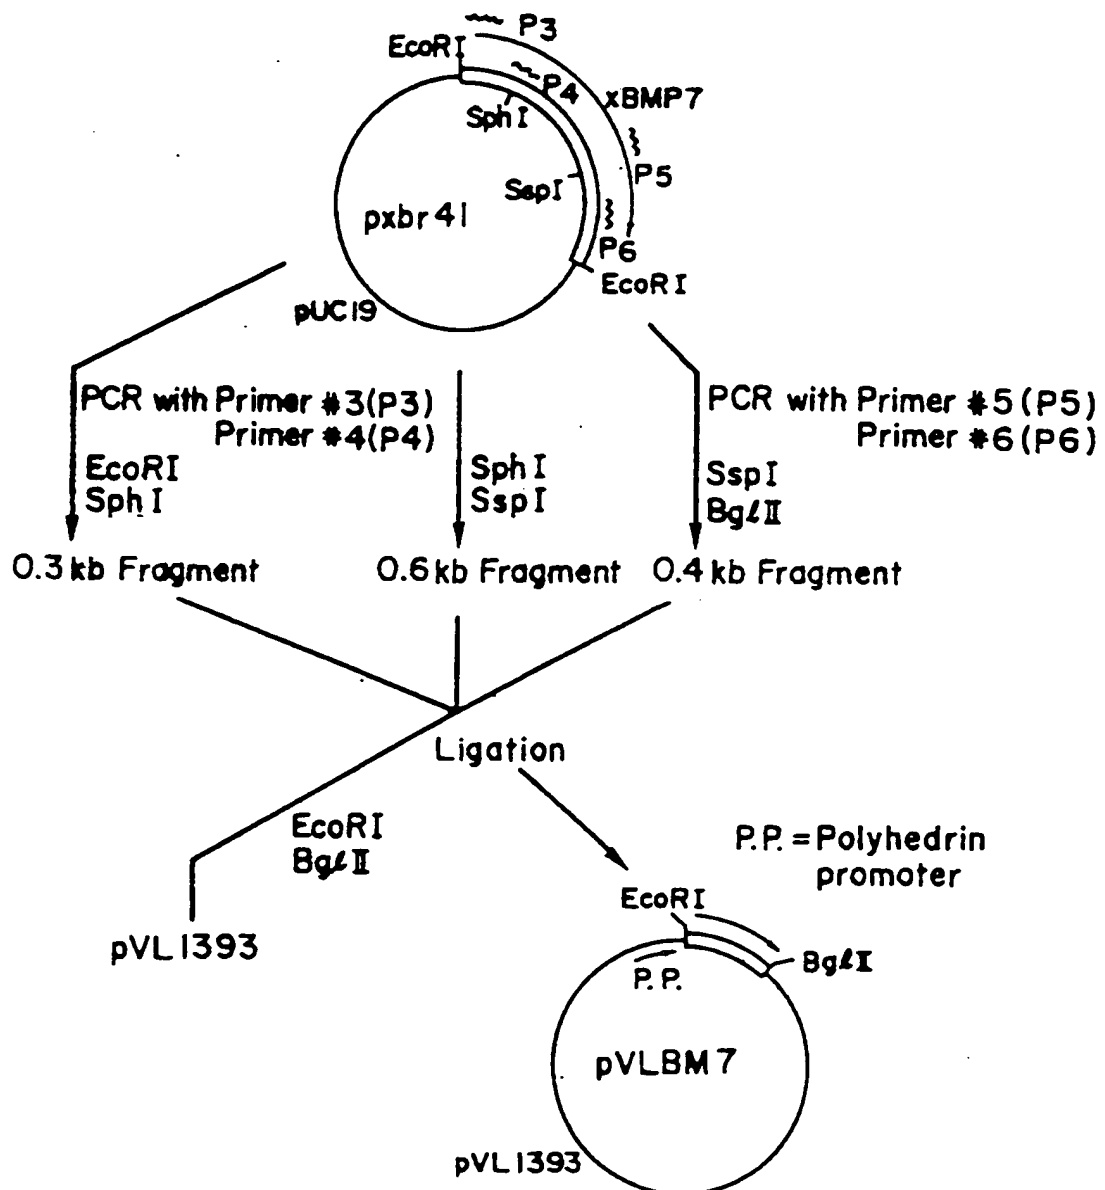 P3
EcoRI
P4
xBMP7
SphI
P5
SspI
pxbr41
P6
EcoRI
pUC19
PCR with Primer #3(P3)
Primer #4(P4)
EcoRI
SphI
SphI
SspI
PCR with Primer #5(P5)
Primer #6(P6)
SspI
BglII
0.3 kb Fragment
0.6 kb Fragment
0.4 kb Fragment
Ligation
EcoRI
BglII
pVL1393
P.P. = Polyhedrin
promoter
EcoRI
BglII
P.P.
pVLBM7
pVL1393